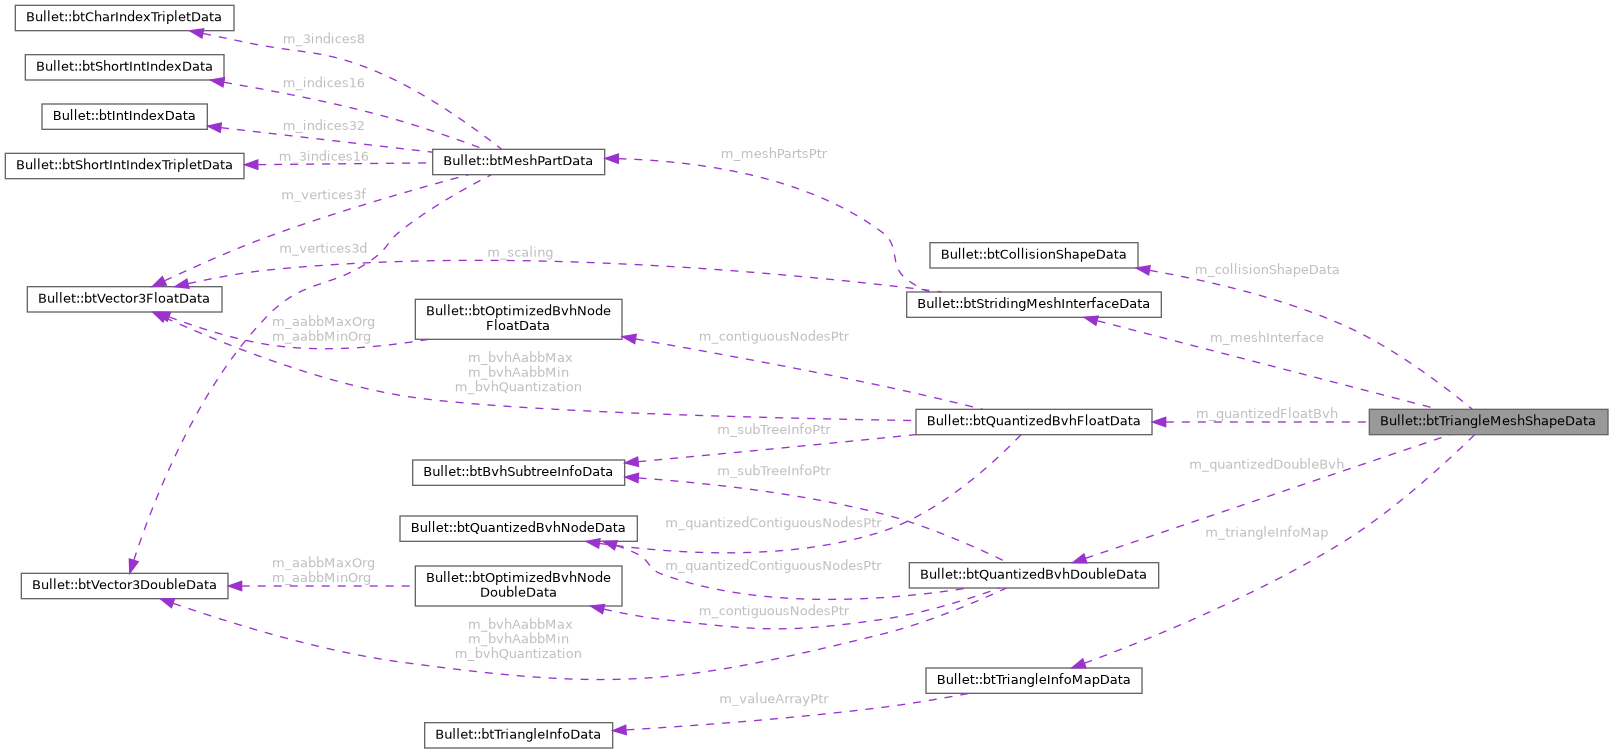 Bullet::btCharIndexTripletData
m_3indices8
Bullet::btShortIntIndexData
m_indices16
Bullet::btIntIndexData
m_indices32
Bullet::btShortIntIndexTripletData
m_3indices16
Bullet::btMeshPartData
m_meshPartsPtr
m_vertices3f
m_vertices3d
m_scaling
Bullet::btCollisionShapeData
m_collisionShapeData
Bullet::btVector3FloatData
Bullet::btStridingMeshInterfaceData
Bullet::btOptimizedBvhNode
FloatData
m_aabbMaxOrg
m_aabbMinOrg
m_contiguousNodesPtr
m_meshInterface
m_bvhAabbMax
m_bvhAabbMin
m_bvhQuantization
Bullet::btQuantizedBvhFloatData
m_quantizedFloatBvh
Bullet::btTriangleMeshShapeData
m_subTreeInfoPtr
Bullet::btBvhSubtreeInfoData
m_subTreeInfoPtr
m_quantizedDoubleBvh
Bullet::btQuantizedBvhNodeData
m_quantizedContiguousNodesPtr
m_triangleInfoMap
m_aabbMaxOrg
m_aabbMinOrg
m_quantizedContiguousNodesPtr
Bullet::btVector3DoubleData
Bullet::btOptimizedBvhNode
DoubleData
Bullet::btQuantizedBvhDoubleData
m_contiguousNodesPtr
m_bvhAabbMax
m_bvhAabbMin
m_bvhQuantization
Bullet::btTriangleInfoMapData
m_valueArrayPtr
Bullet::btTriangleInfoData